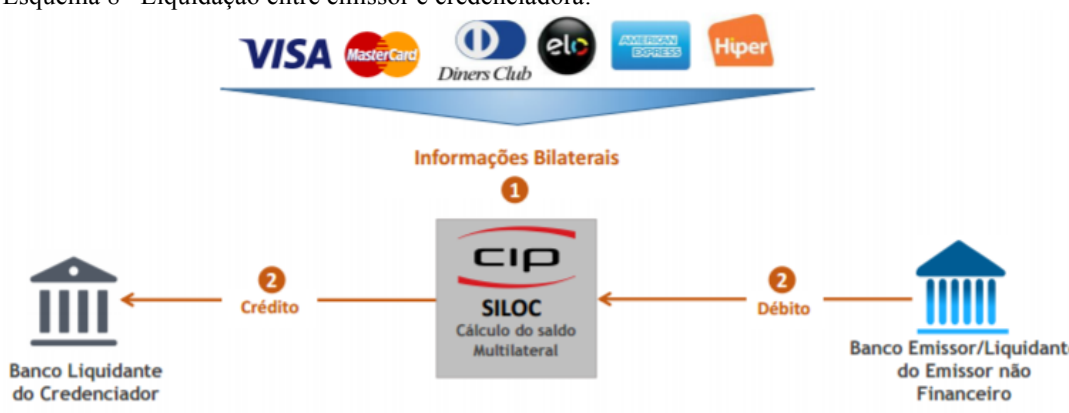 Esquema 8 - Liquidação entre emissor e credenciadora.
VISA MasterCard Diners Club elo AMERICAN EXPRESS Hiper
Informações Bilaterais
1
cip
2
Crédito
SILOC
Cálculo do saldo
Multilateral
2
Débito
Banco Liquidante
do Credenciador
Banco Emissor/Liquidante
do Emissor não
Financeiro